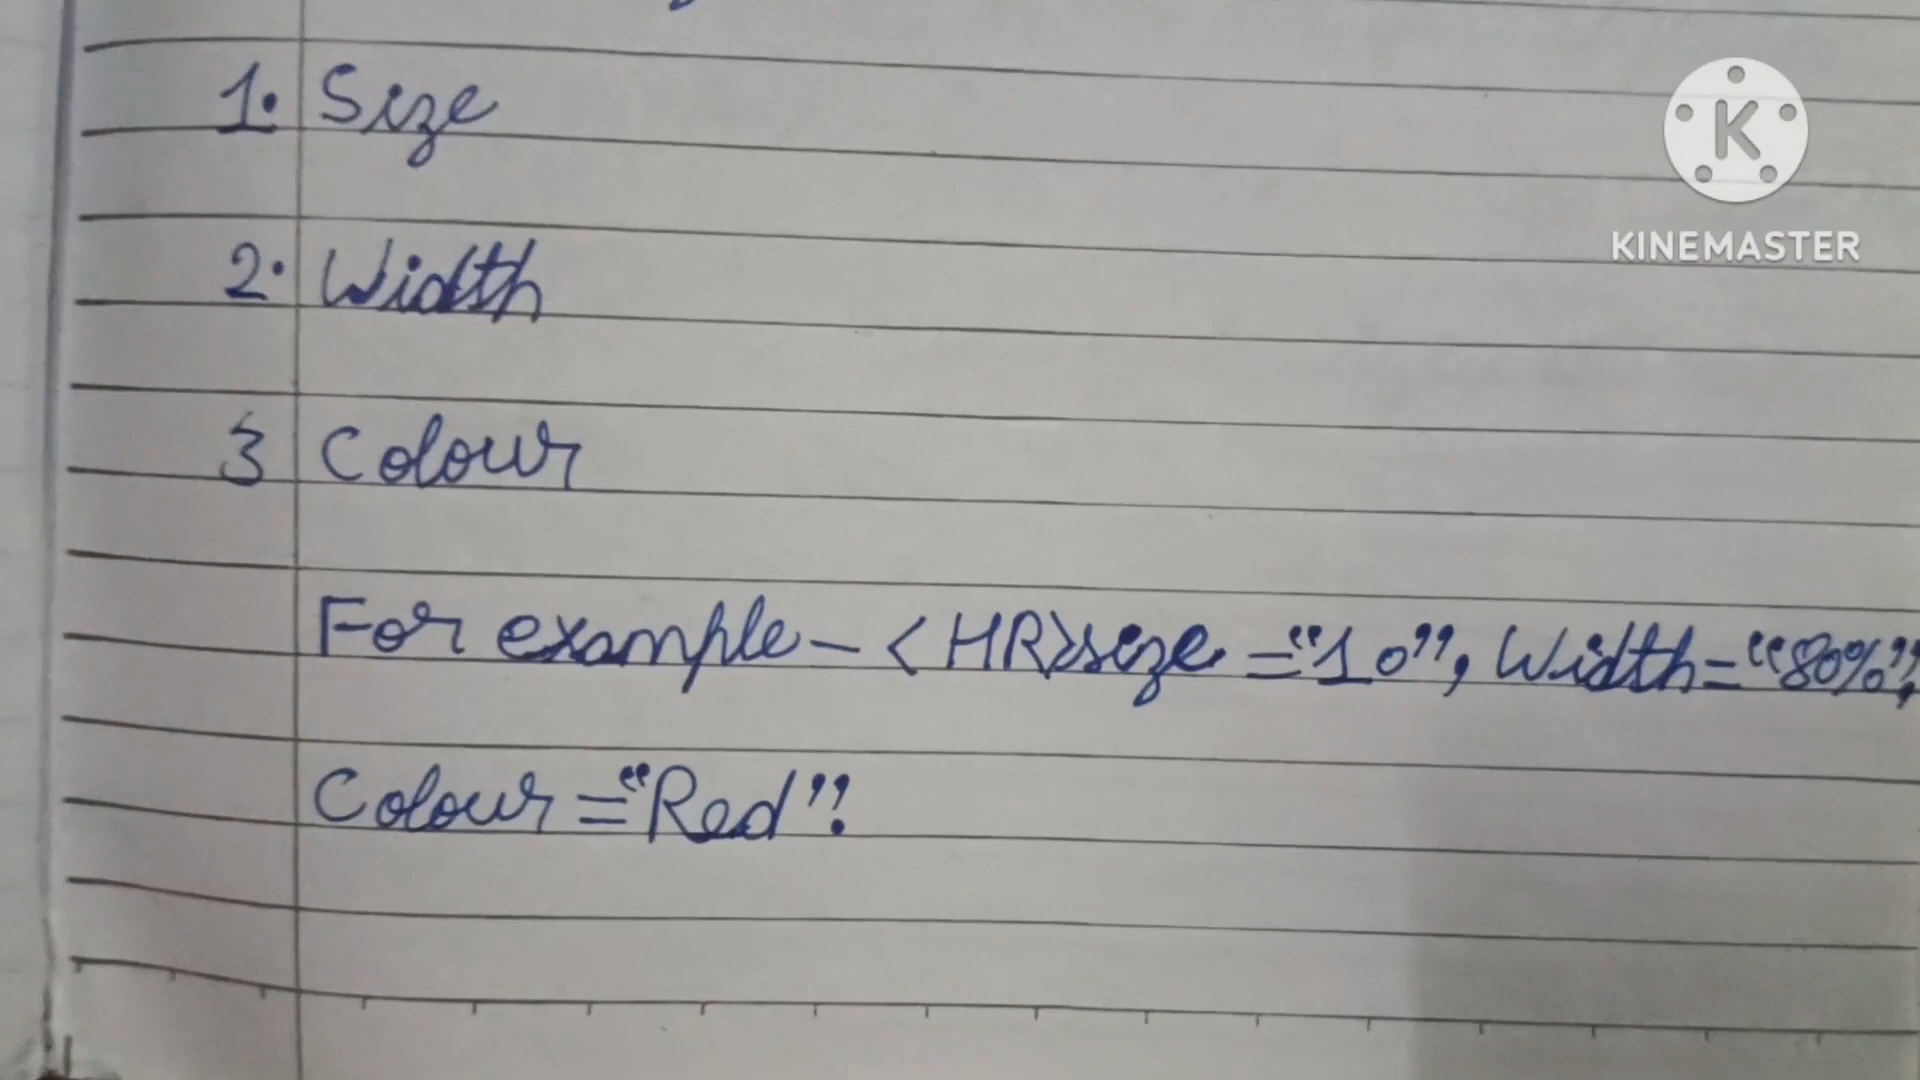 1. Size
K
KINEMASTER
2. Width
3 Colour
For example - <HR>size = "10", Width = "80%",
Colour = "Red".